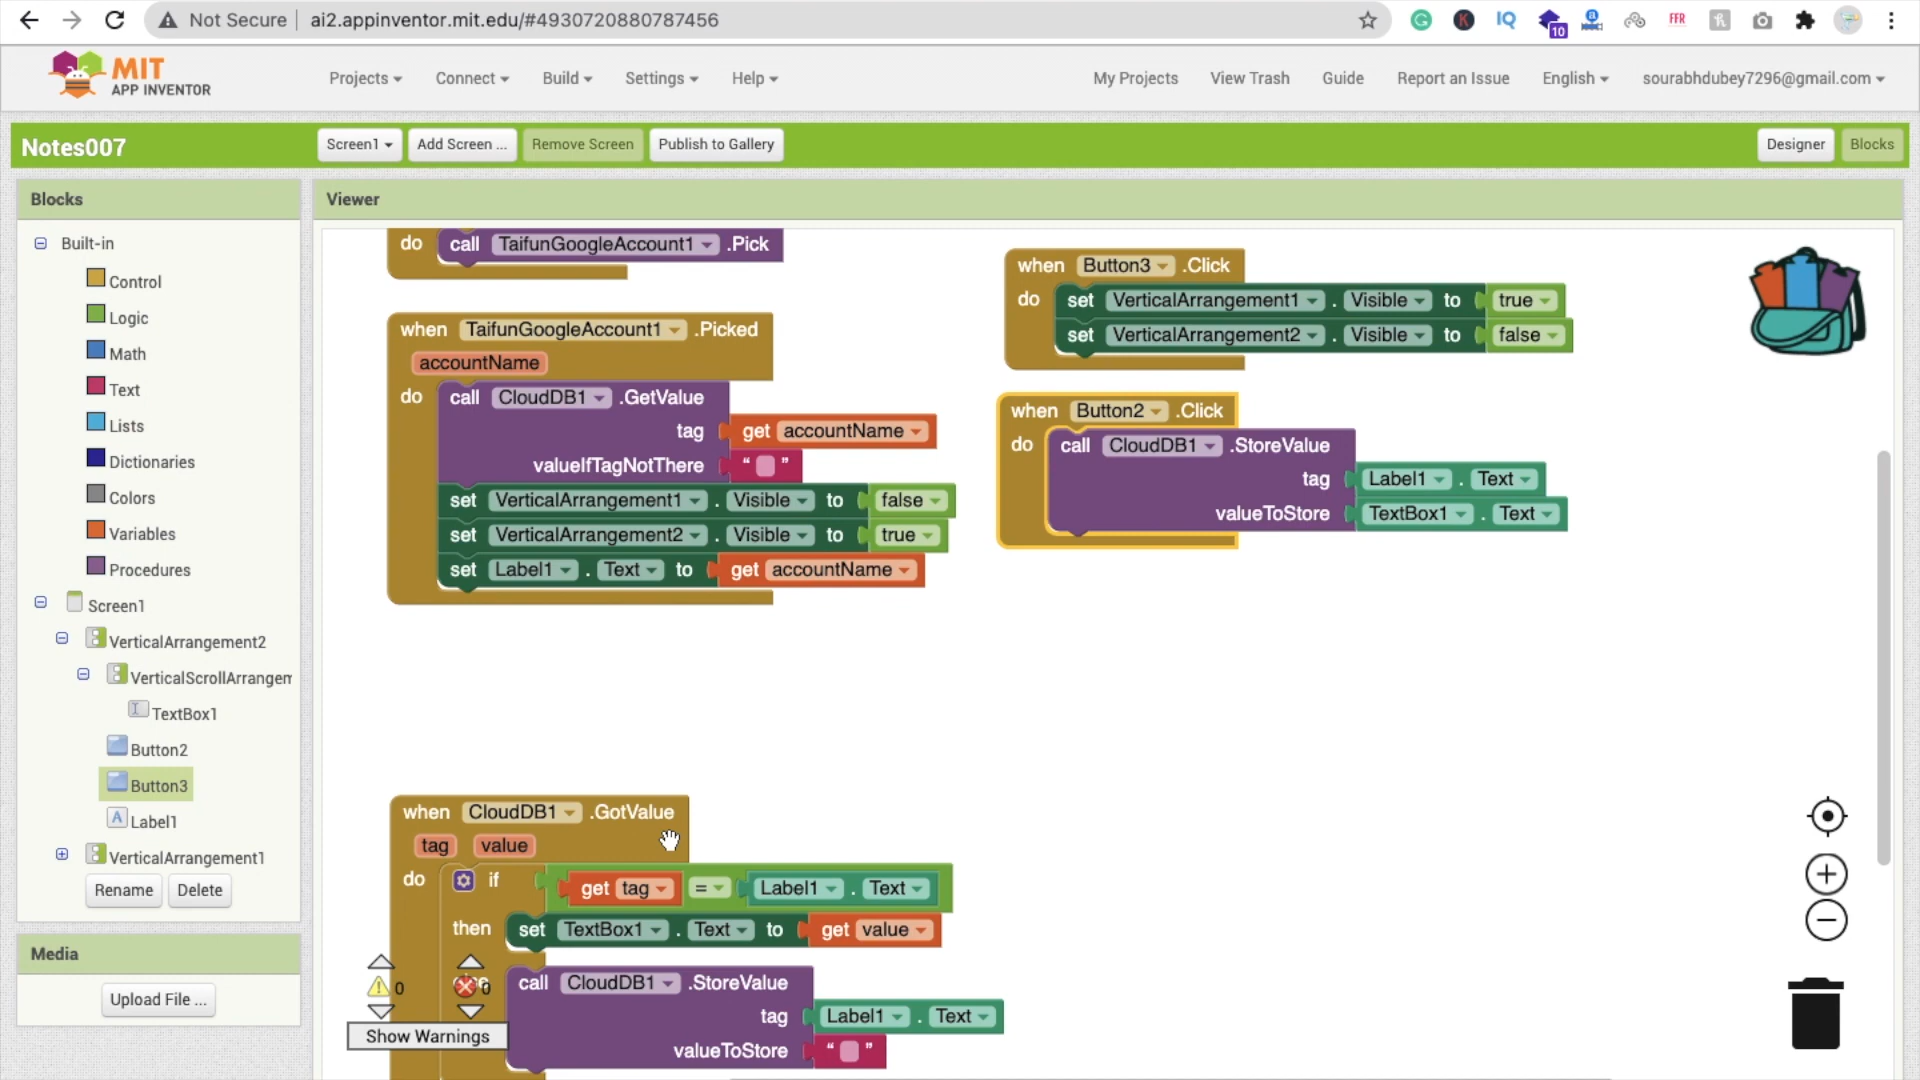 Not Secure | ai2.appinventor.mit.edu/#4930720880787456
K
IQ
10
a
FFR
MIT
APP INVENTOR
Projects
Connect
Build
Settings
Help
My Projects
View Trash
Guide
Report an Issue
English
sourabhdubey7296@gmail.com
Notes007
Screen1
Add Screen ...
Remove Screen
Publish to Gallery
Designer
Blocks
Blocks
Built-in
Control
Logic
Math
Text
Lists
Dictionaries
Colors
Variables
Procedures
Screen1
VerticalArrangement2
VerticalScrollArrangem
TextBox1
Button2
Button3
Label1
VerticalArrangement1
Rename
Delete
Media
Upload File ...
Viewer
do call TaifunGoogleAccount1 .Pick
when TaifunGoogleAccount1 .Picked
accountName
do call CloudDB1 .GetValue
tag get accountName
valueIfTagNotThere “ ”
set VerticalArrangement1 . Visible to false
set VerticalArrangement2 . Visible to true
set Label1 . Text to get accountName
when Button3 .Click
do set VerticalArrangement1 . Visible to true
set VerticalArrangement2 . Visible to false
when Button2 .Click
do call CloudDB1 .StoreValue
tag Label1 . Text
valueToStore TextBox1 . Text
when CloudDB1 .GotValue
tag value
do if get tag = Label1 . Text
then set TextBox1 . Text to get value
call CloudDB1 .StoreValue
tag Label1 . Text
valueToStore “ ”
0
0
Show Warnings